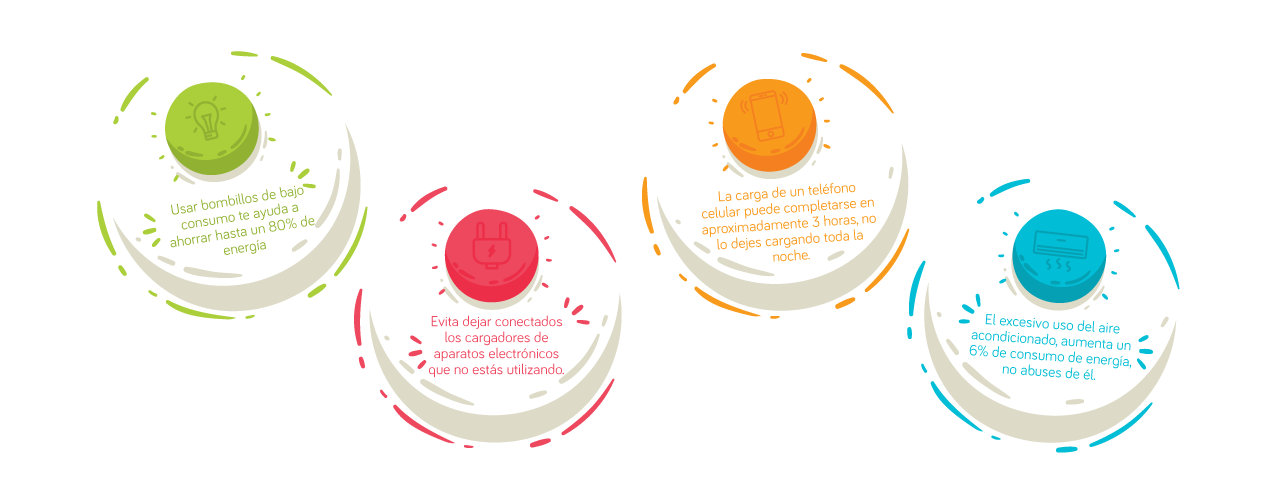 Usar bombillos de bajo
consumo te ayuda a
ahorrar hasta un 80% de
energía
Evita dejar conectados
los cargadores de
aparatos electrónicos
que no estás utilizando.
La carga de un teléfono
celular puede completarse en
aproximadamente 3 horas, no
lo dejes cargando toda la
noche.
El excesivo uso del aire
acondicionado, aumenta un
6% de consumo de energía,
no abuses de él.